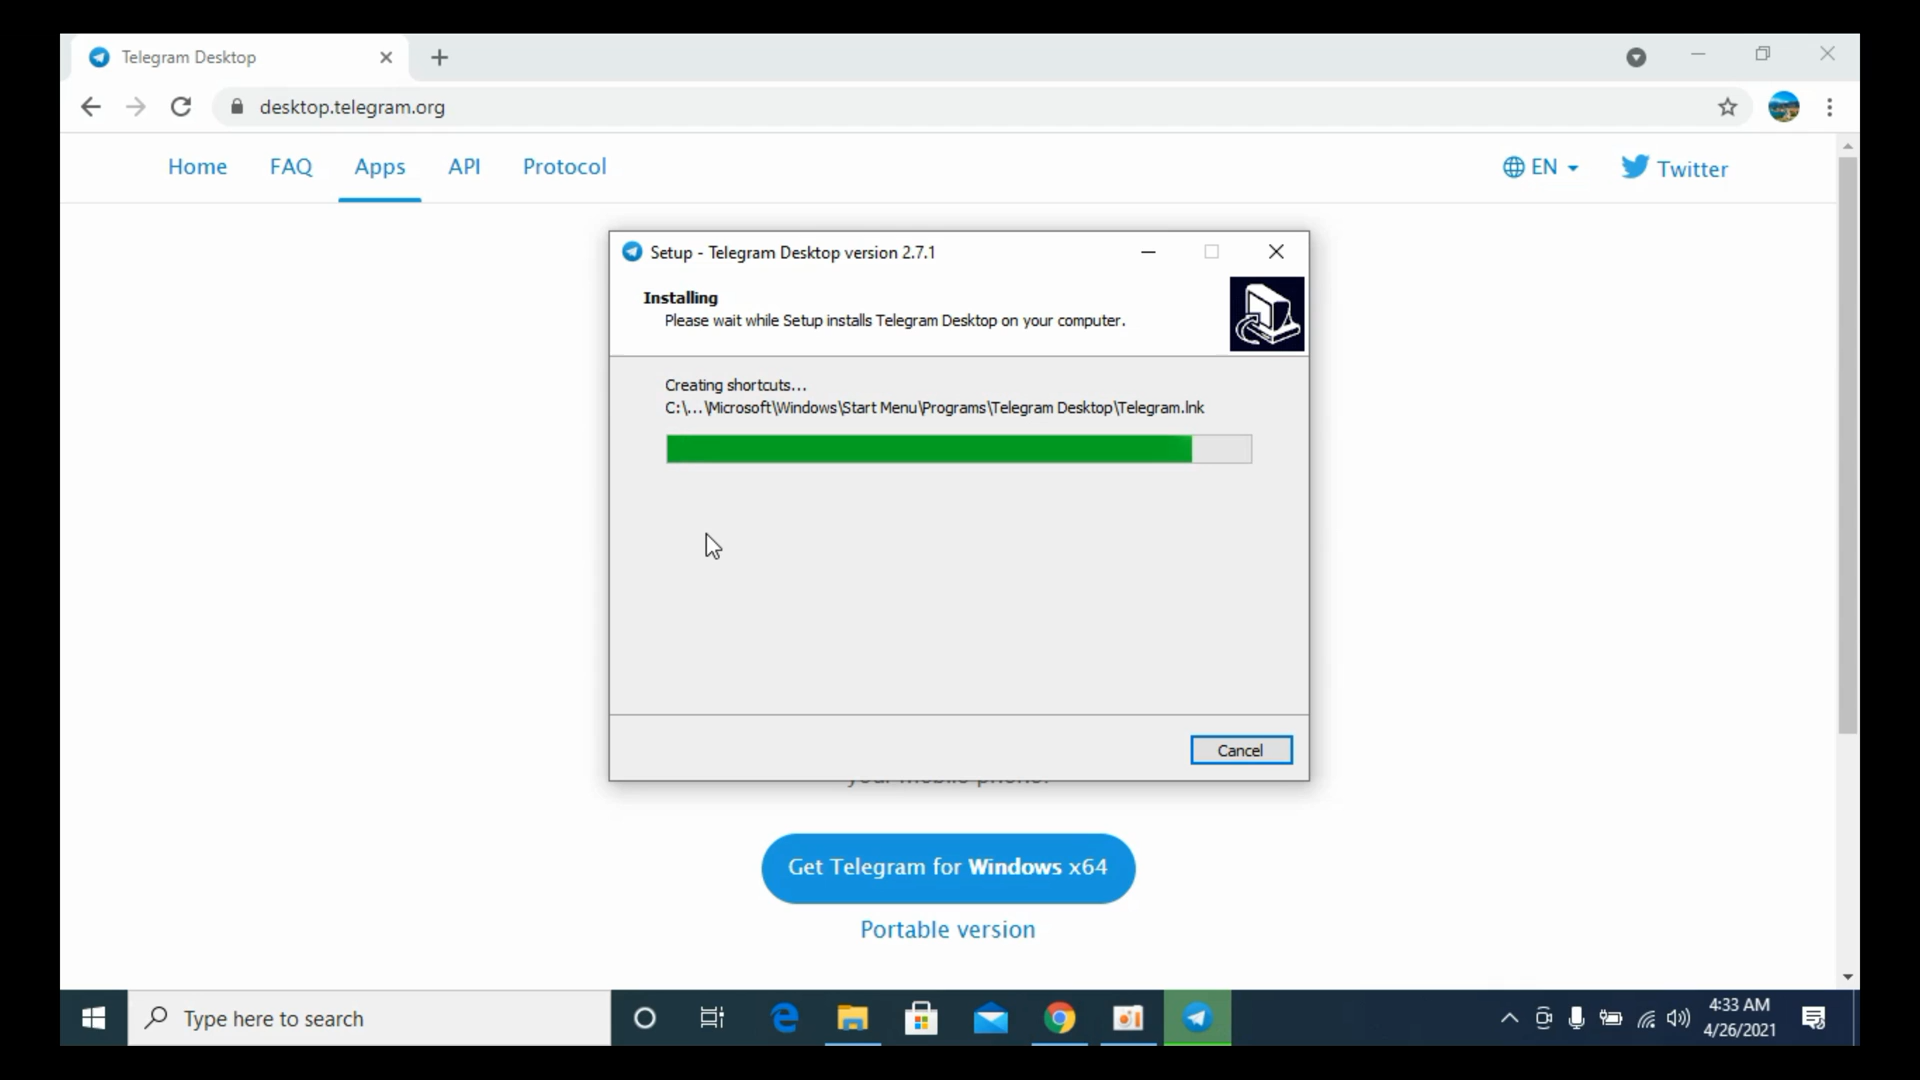 Telegram Desktop
desktop.telegram.org
Home FAQ Apps API Protocol EN Twitter
Setup - Telegram Desktop version 2.7.1
Installing
Please wait while Setup installs Telegram Desktop on your computer.
Creating shortcuts...
C:\...\Microsoft\Windows\Start Menu\Programs\Telegram Desktop\Telegram.lnk
Cancel
your mobile phone.
Get Telegram for Windows x64
Portable version
Type here to search
4:33 AM
4/26/2021